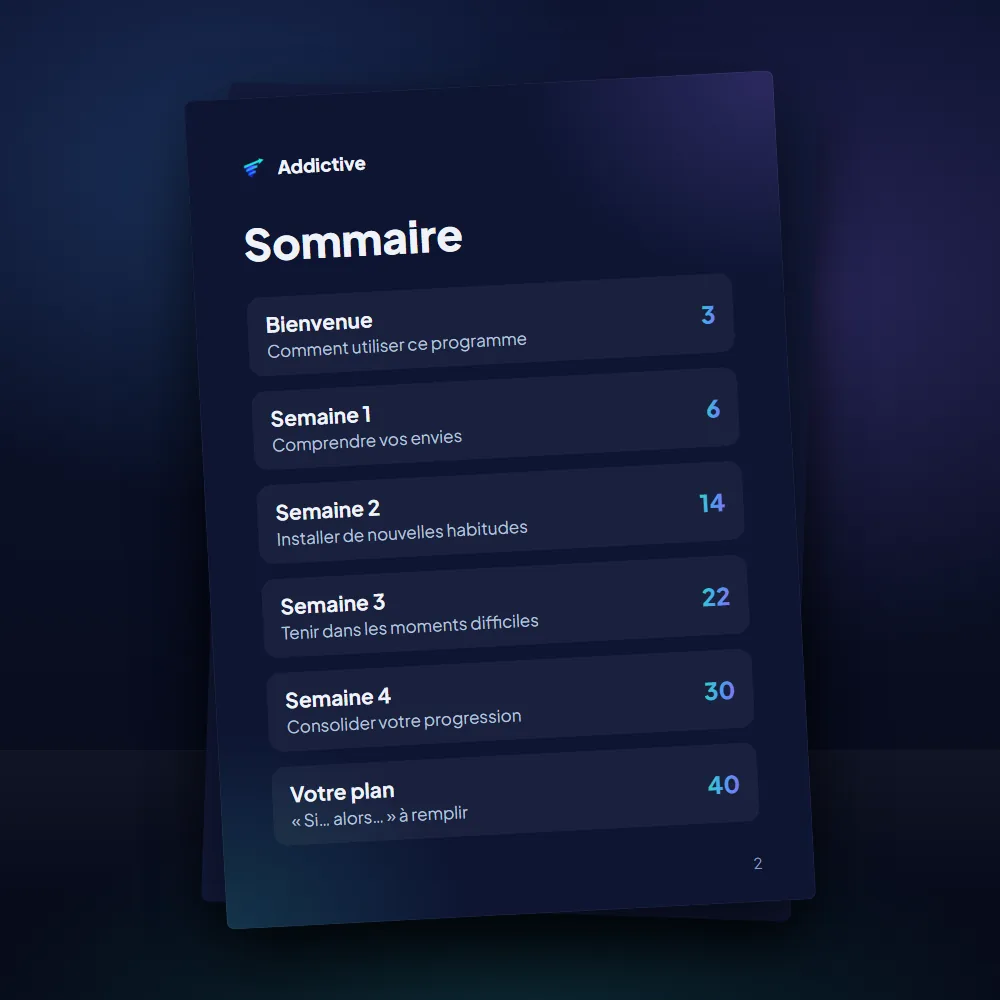 Addictive
Sommaire
Bienvenue
Comment utiliser ce programme
3
Semaine 1
Comprendre vos envies
6
Semaine 2
Installer de nouvelles habitudes
14
Semaine 3
Tenir dans les moments difficiles
22
Semaine 4
Consolider votre progression
30
Votre plan
« Si… alors… » à remplir
40
2